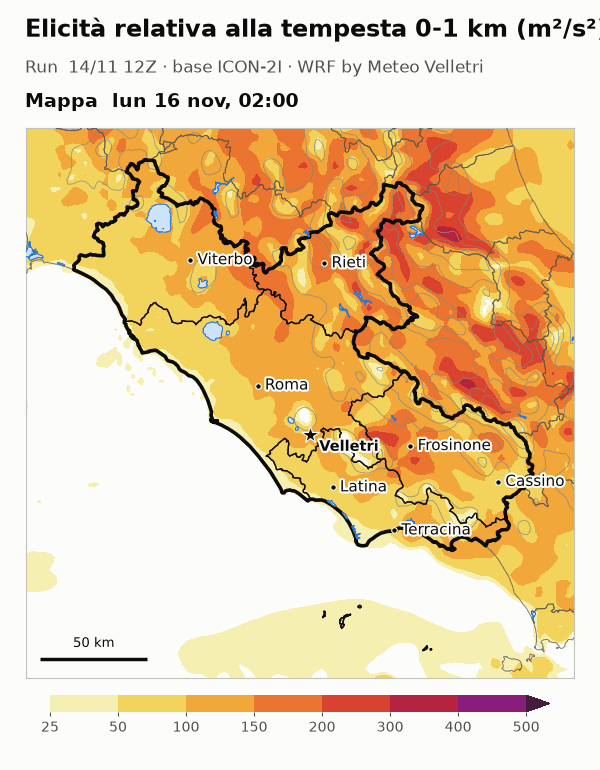 Elicità relativa alla tempesta 0-1 km (m²/s²)
Run 14/11 12Z · base ICON-2I · WRF by Meteo Velletri
Mappa lun 16 nov, 02:00
Viterbo
Rieti
Roma
Velletri
Frosinone
Cassino
Latina
Terracina
50 km
25 50 100 150 200 300 400 500